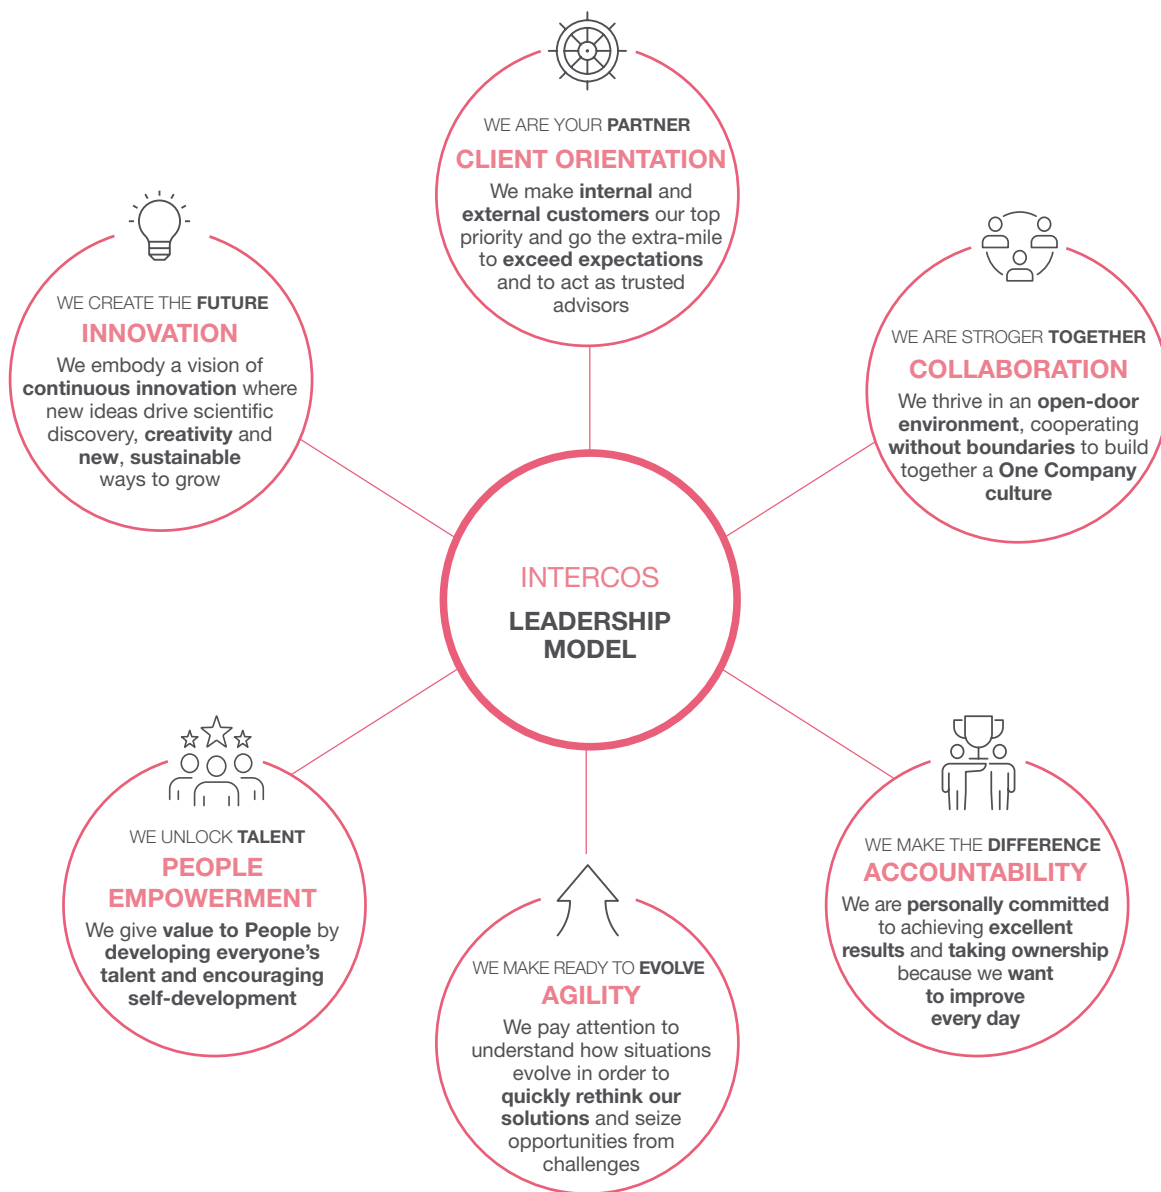 WE ARE YOUR PARTNER
CLIENT ORIENTATION
We make internal and
external customers our top
priority and go the extra-mile
to exceed expectations
and to act as trusted
advisors
WE CREATE THE FUTURE
INNOVATION
We embody a vision of
continuous innovation where
new ideas drive scientific
discovery, creativity and
new, sustainable
ways to grow
WE ARE STROGER TOGETHER
COLLABORATION
We thrive in an open-door
environment, cooperating
without boundaries to build
together a One Company
culture
INTERCOS
LEADERSHIP
MODEL
WE UNLOCK TALENT
PEOPLE
EMPOWERMENT
We give value to People by
developing everyone’s
talent and encouraging
self-development
WE MAKE THE DIFFERENCE
ACCOUNTABILITY
We are personally committed
to achieving excellent
results and taking ownership
because we want
to improve
every day
WE MAKE READY TO EVOLVE
AGILITY
We pay attention to
understand how situations
evolve in order to
quickly rethink our
solutions and seize
opportunities from
challenges